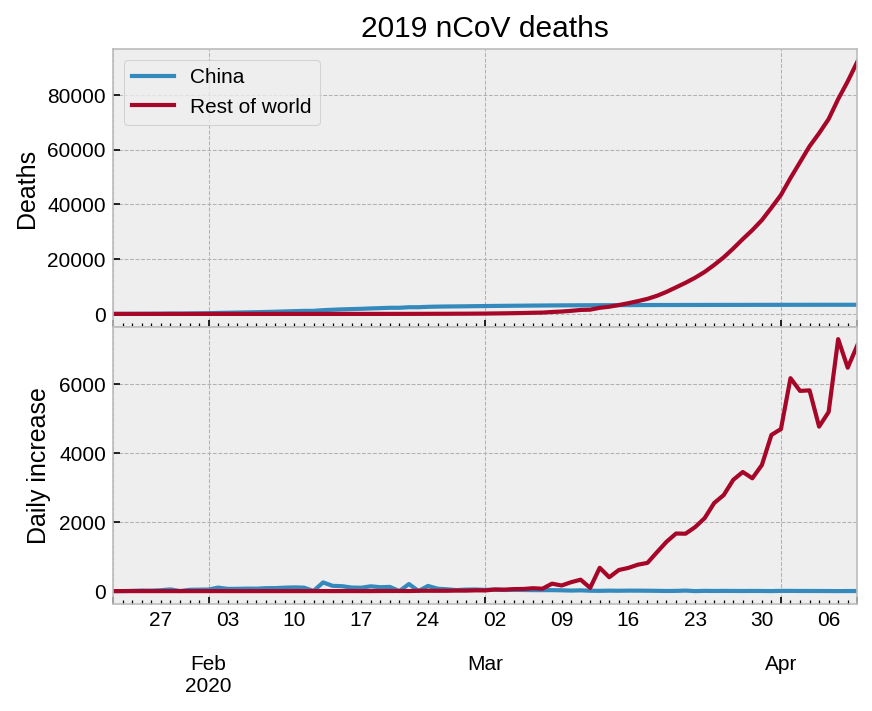 2019 nCoV deaths
China
Rest of world
Deaths
80000
60000
40000
20000
0
Daily increase
6000
4000
2000
0
27 03 10 17 24 02 09 16 23 30 06
Feb Mar Apr
2020